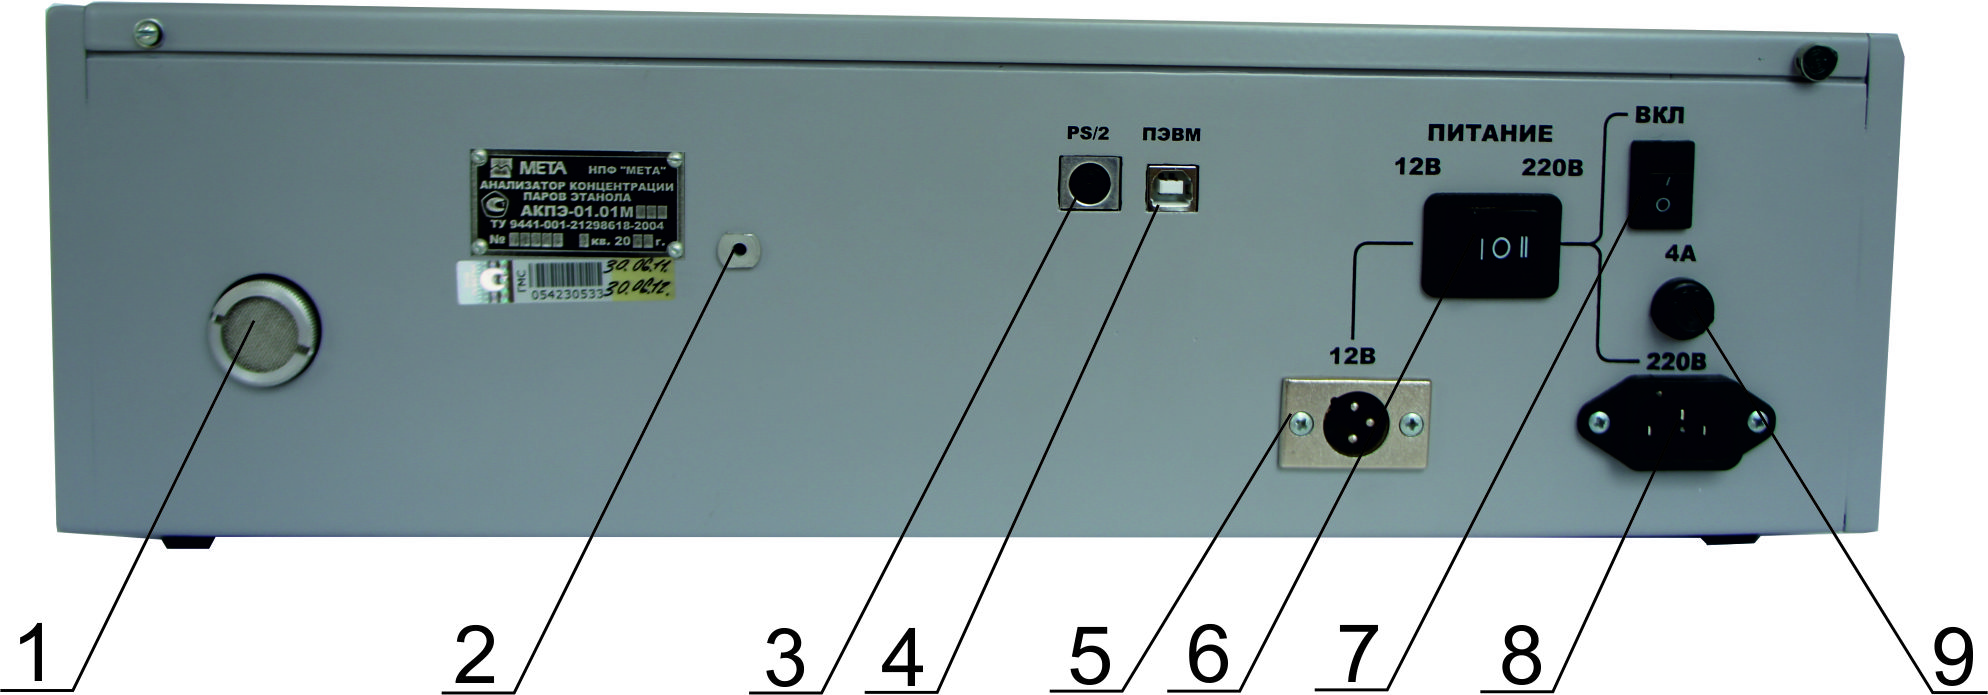 PS/2
ПЭВМ
ПИТАНИЕ
12В
220В
ВКЛ
I
O
II
4А
12В
220В
МЕТА
НПФ "МЕТА"
АНАЛИЗАТОР КОНЦЕНТРАЦИИ
ПАРОВ ЭТАНОЛА
АКПЭ-01.01М
ТУ 9441-001-21298618-2004
№
кв. 20
г.
ГМС
054230533
30.06.11.
30.06.12.
1
2
3
4
5
6
7
8
9